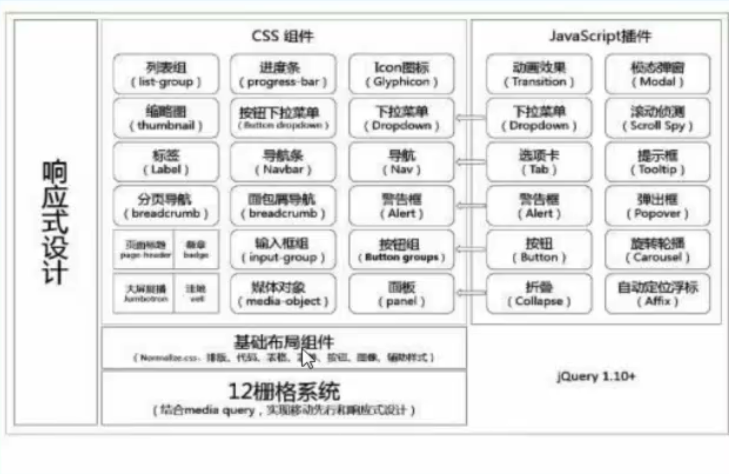 响应式设计
CSS 组件
列表组
(list-group)
进度条
(progress-bar)
Icon图标
(Glyphicon)
缩略图
(thumbnail)
按钮下拉菜单
(Button dropdown)
下拉菜单
(Dropdown)
标签
(Label)
导航条
(Navbar)
导航
(Nav)
分页导航
(breadcrumb)
面包屑导航
(breadcrumb)
警告框
(Alert)
页面标题
page-header
徽章
badge
输入框组
(input-group)
按钮组
(Button groups)
大屏展播
Jumbotron
洼地
well
媒体对象
(media-object)
面板
(panel)
JavaScript插件
动画效果
(Transition)
模态弹窗
(Modal)
下拉菜单
(Dropdown)
滚动侦测
(Scroll Spy)
选项卡
(Tab)
提示框
(Tooltip)
警告框
(Alert)
弹出框
(Popover)
按钮
(Button)
旋转轮播
(Carousel)
折叠
(Collapse)
自动定位浮标
(Affix)
基础布局组件
(Normalize.css、排版、代码、表格、按钮、图像、辅助样式)
12栅格系统
(结合media query，实现移动先行和响应式设计)
jQuery 1.10+